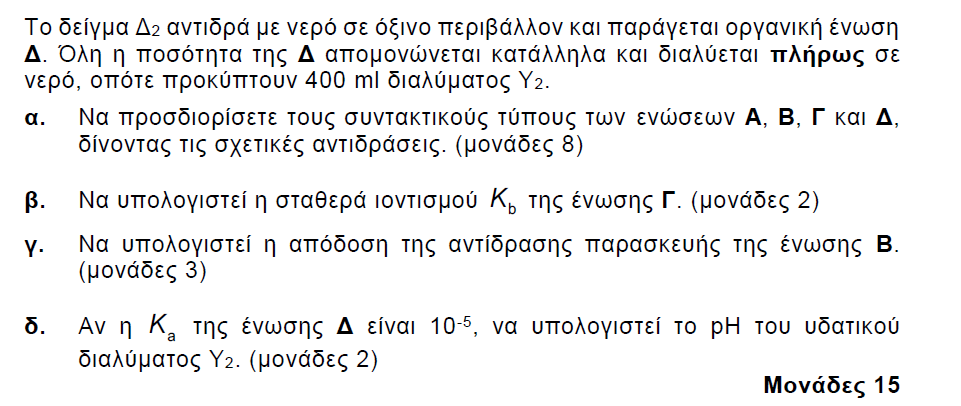 Το δείγμα Δ2 αντιδρά με νερό σε όξινο περιβάλλον και παράγεται οργανική ένωση
Δ. Όλη η ποσότητα της Δ απομονώνεται κατάλληλα και διαλύεται πλήρως σε
νερό, οπότε προκύπτουν 400 ml διαλύματος Υ2.
α. Να προσδιορίσετε τους συντακτικούς τύπους των ενώσεων Α, Β, Γ και Δ,
δίνοντας τις σχετικές αντιδράσεις. (μονάδες 8)
β. Να υπολογιστεί η σταθερά ιοντισμού Kb της ένωσης Γ. (μονάδες 2)
γ. Να υπολογιστεί η απόδοση της αντίδρασης παρασκευής της ένωσης Β.
(μονάδες 3)
δ. Αν η Ka της ένωσης Δ είναι 10-5, να υπολογιστεί το pH του υδατικού
διαλύματος Υ2. (μονάδες 2)
Μονάδες 15